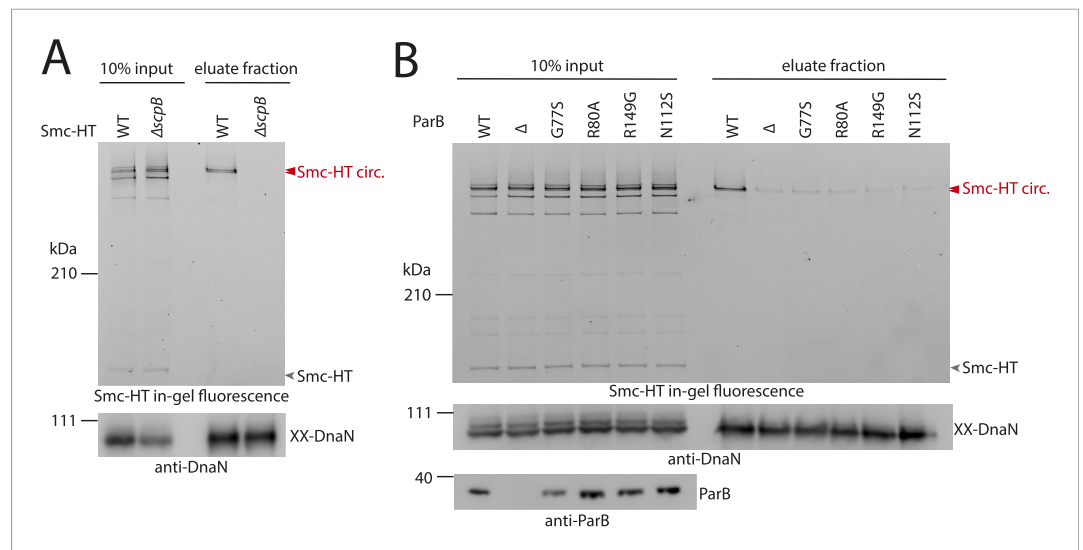 A
10% input
eluate fraction
Smc-HT
WT
ΔscpB
WT
ΔscpB
Smc-HT circ.
kDa
210
Smc-HT
Smc-HT in-gel fluorescence
111
XX-DnaN
anti-DnaN
B
10% input
eluate fraction
ParB
WT
Δ
G77S
R80A
R149G
N112S
WT
Δ
G77S
R80A
R149G
N112S
Smc-HT circ.
kDa
210
Smc-HT
Smc-HT in-gel fluorescence
111
XX-DnaN
anti-DnaN
40
ParB
anti-ParB